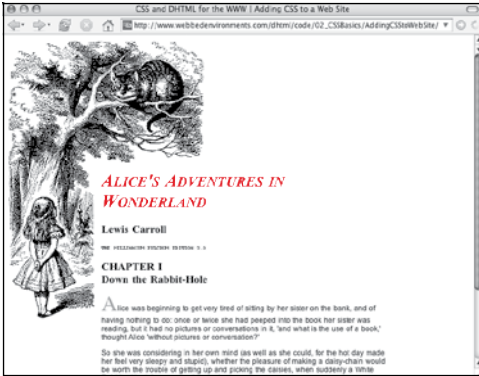 CSS and DHTML for the WWW | Adding CSS to a Web Site
http://www.webbedenvironments.com/dhtml/code/02_CSSBasics/AddingCSStoWebSite/
ALICE'S ADVENTURES IN
WONDERLAND
Lewis Carroll
THE MILLENNIUM FULCRUM EDITION 3.0
CHAPTER I
Down the Rabbit-Hole
Alice was beginning to get very tired of sitting by her sister on the bank, and of
having nothing to do: once or twice she had peeped into the book her sister was
reading, but it had no pictures or conversations in it, 'and what is the use of a book,'
thought Alice 'without pictures or conversation?'
So she was considering in her own mind (as well as she could, for the hot day made
her feel very sleepy and stupid), whether the pleasure of making a daisy-chain would
be worth the trouble of getting up and picking the daisies, when suddenly a White